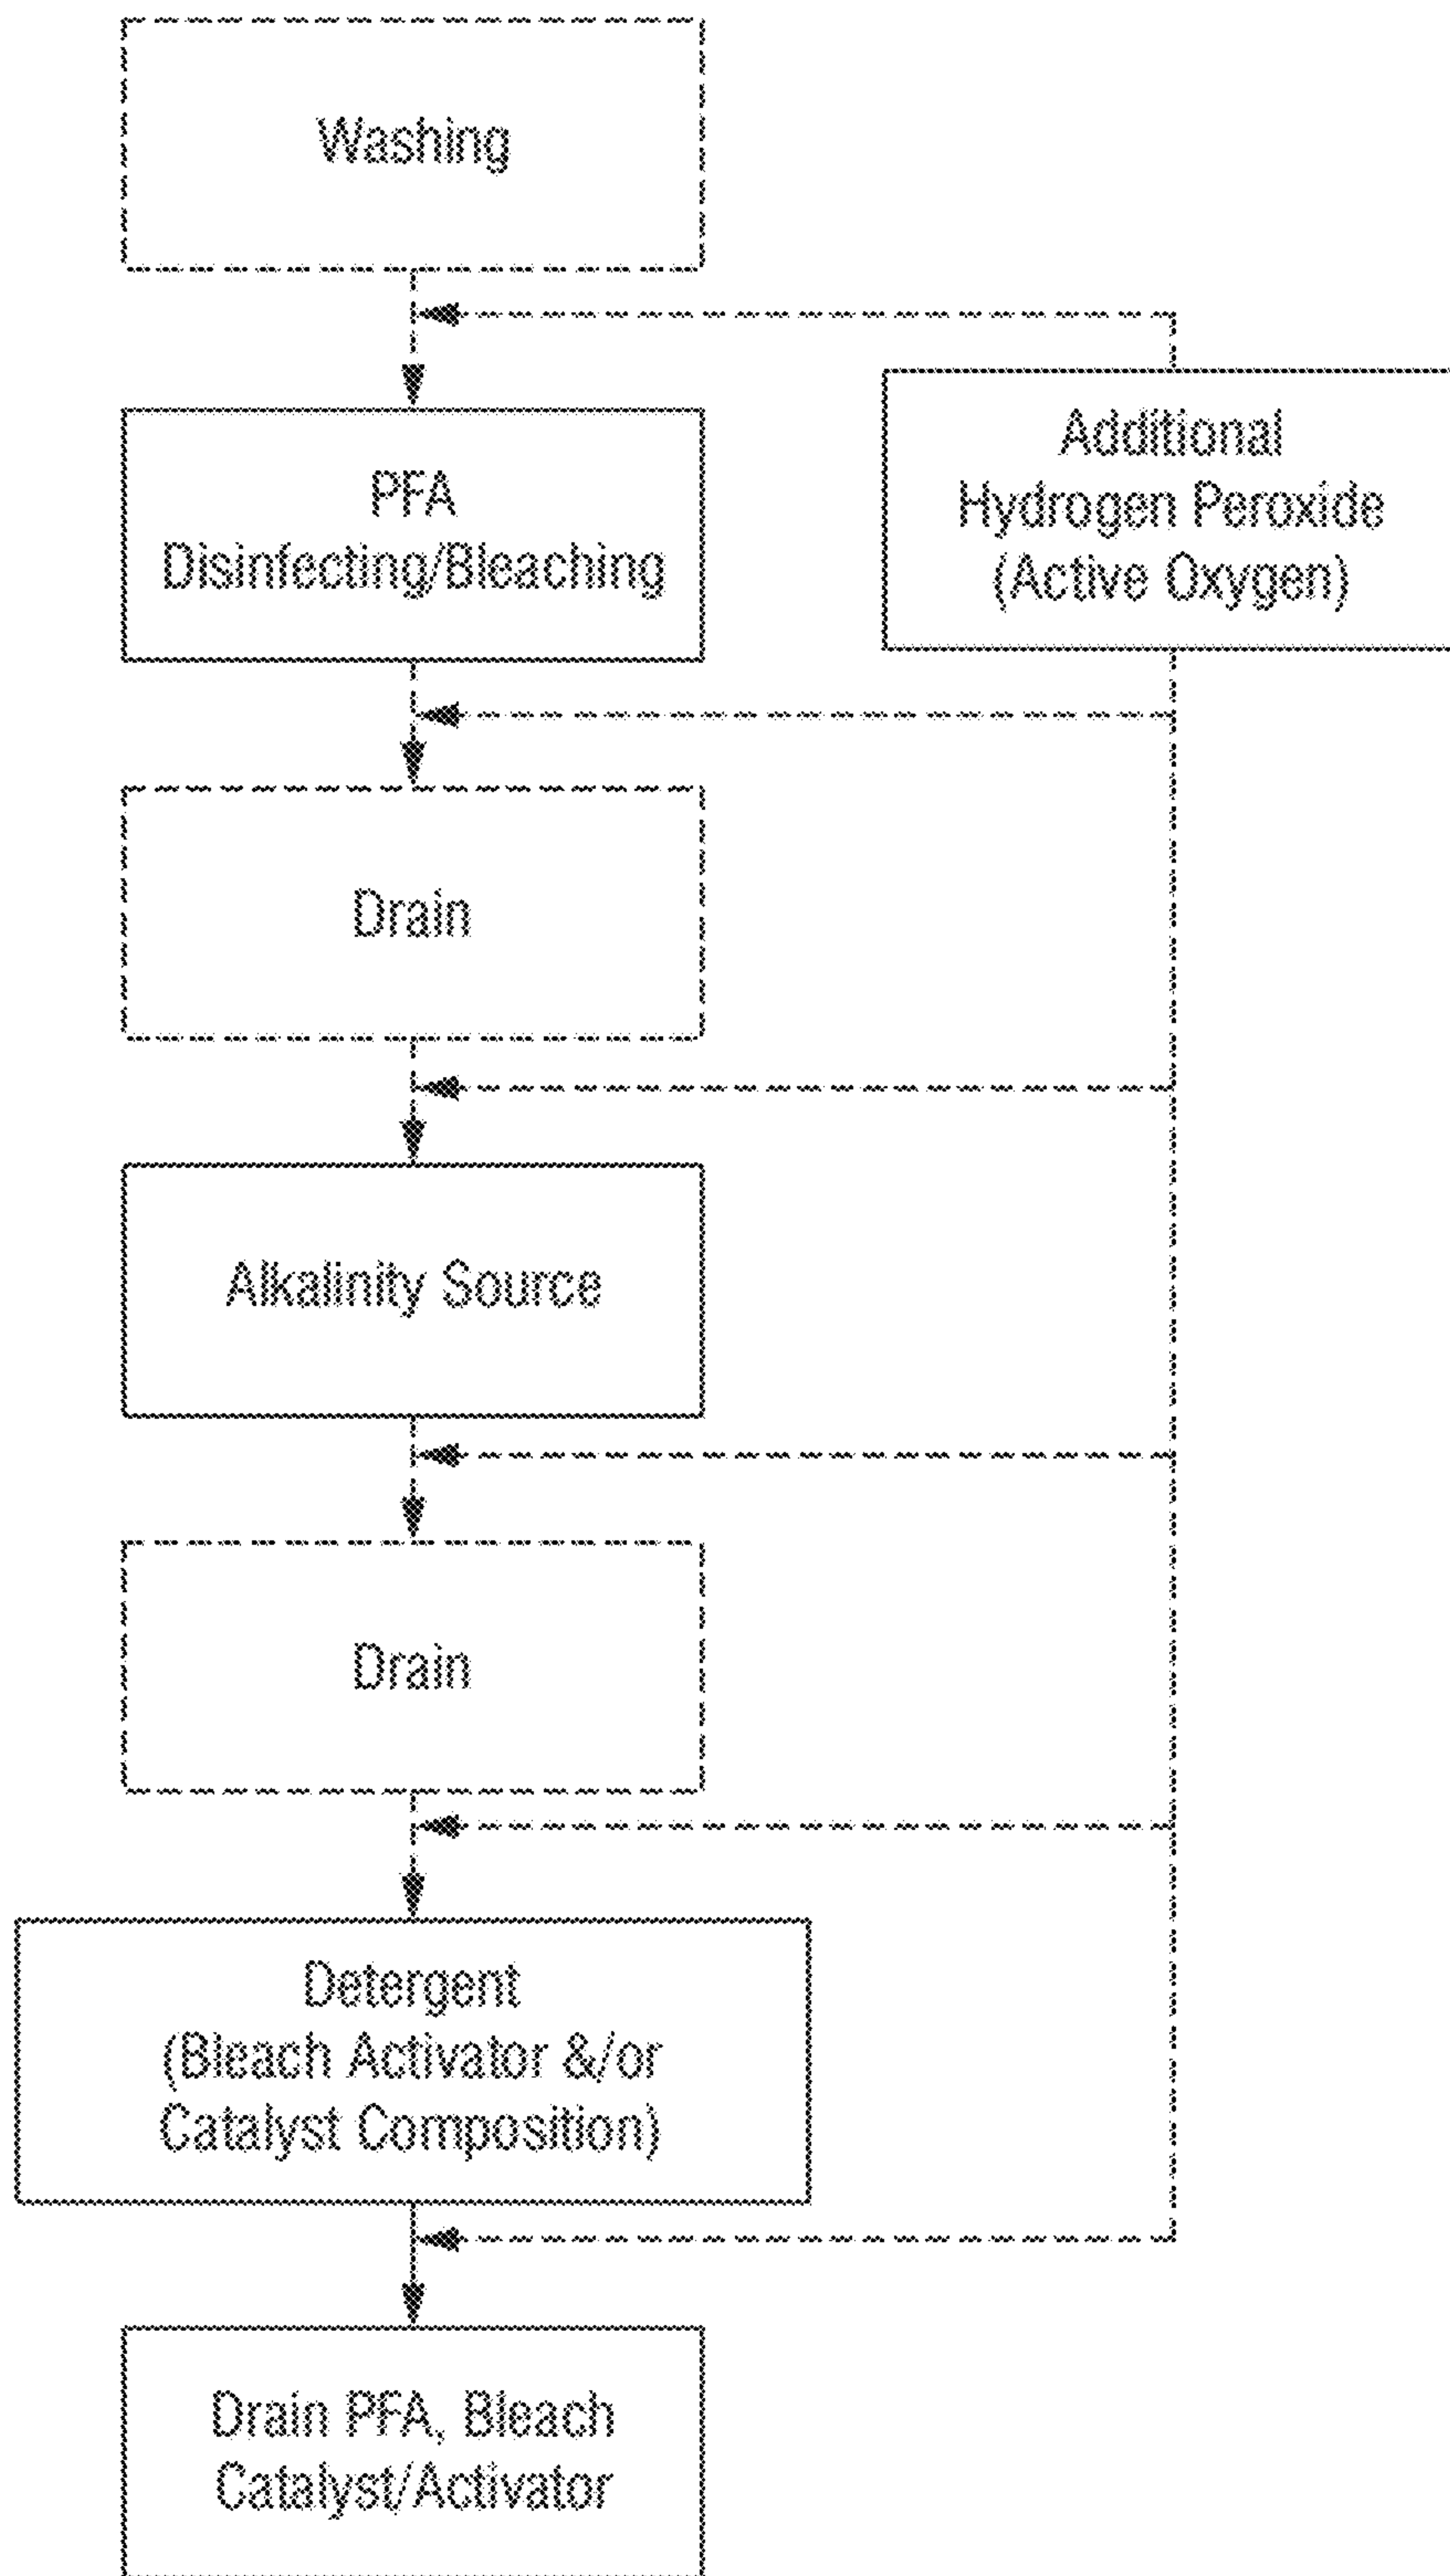 Washing
PFA
Disinfecting/Bleaching
Additional
Hydrogen Peroxide
(Active Oxygen)
Drain
Alkalinity Source
Drain
Detergent
(Bleach Activator &/or
Catalyst Composition)
Drain PFA, Bleach
Catalyst/Activator